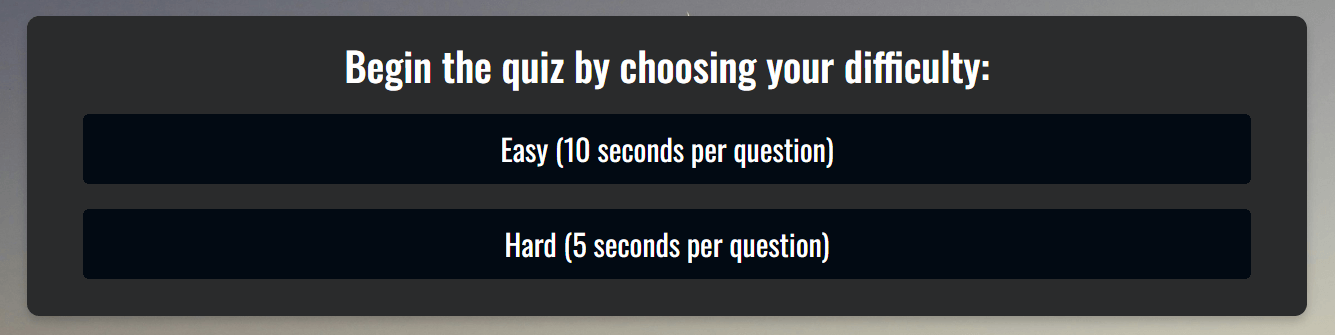 Begin the quiz by choosing your difficulty:
Easy (10 seconds per question)
Hard (5 seconds per question)